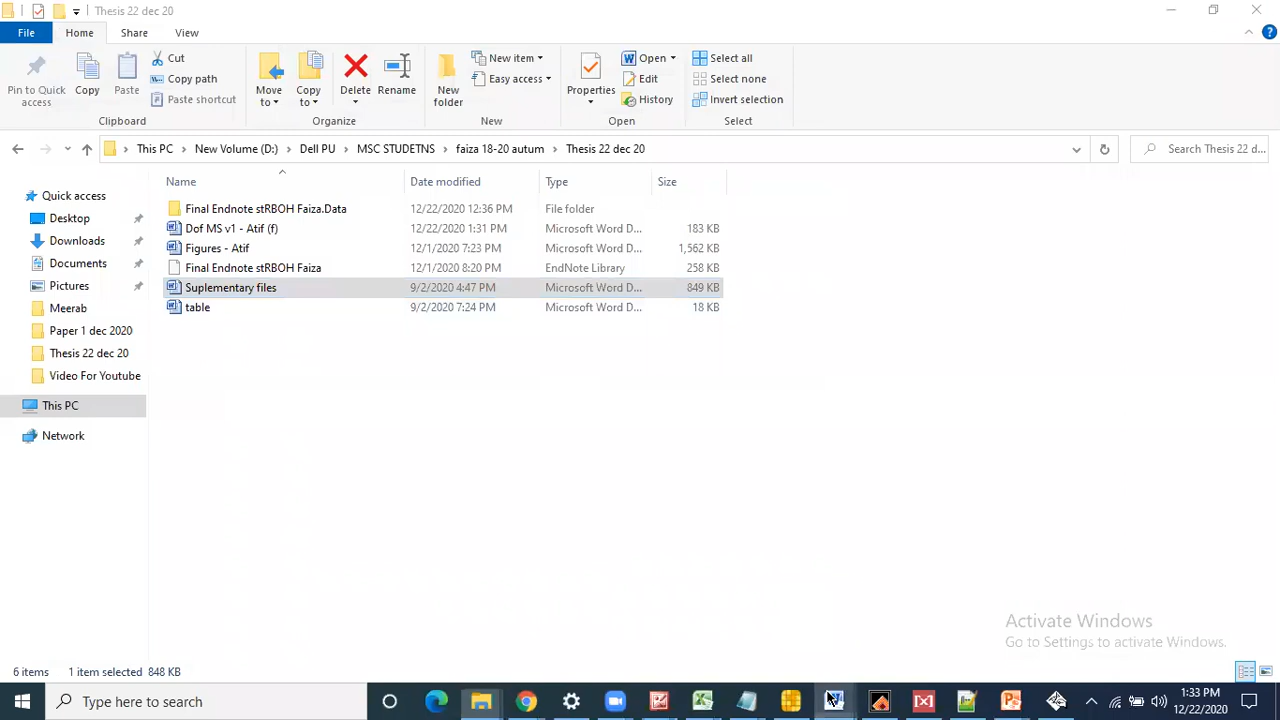 Thesis 22 dec 20
File Home Share View
Pin to Quick access
Copy
Paste
Cut
Copy path
Paste shortcut
Clipboard
Move to
Copy to
Delete
Rename
Organize
New folder
New item
Easy access
New
Properties
Open
Edit
History
Open
Select all
Select none
Invert selection
Select
This PC New Volume (D:) Dell PU MSC STUDETNS faiza 18-20 autum Thesis 22 dec 20
Search Thesis 22 d...
Name Date modified Type Size
Final Endnote stRBOH Faiza.Data 12/22/2020 12:36 PM File folder
Dof MS v1 - Atif (f) 12/22/2020 1:31 PM Microsoft Word D... 183 KB
Figures - Atif 12/1/2020 7:23 PM Microsoft Word D... 1,562 KB
Final Endnote stRBOH Faiza 12/1/2020 8:20 PM EndNote Library 258 KB
Suplementary files 9/2/2020 4:47 PM Microsoft Word D... 849 KB
table 9/2/2020 7:24 PM Microsoft Word D... 18 KB
Quick access
Desktop
Downloads
Documents
Pictures
Meerab
Paper 1 dec 2020
Thesis 22 dec 20
Video For Youtube
This PC
Network
Activate Windows
Go to Settings to activate Windows.
6 items 1 item selected 848 KB
Type here to search
1:33 PM
12/22/2020